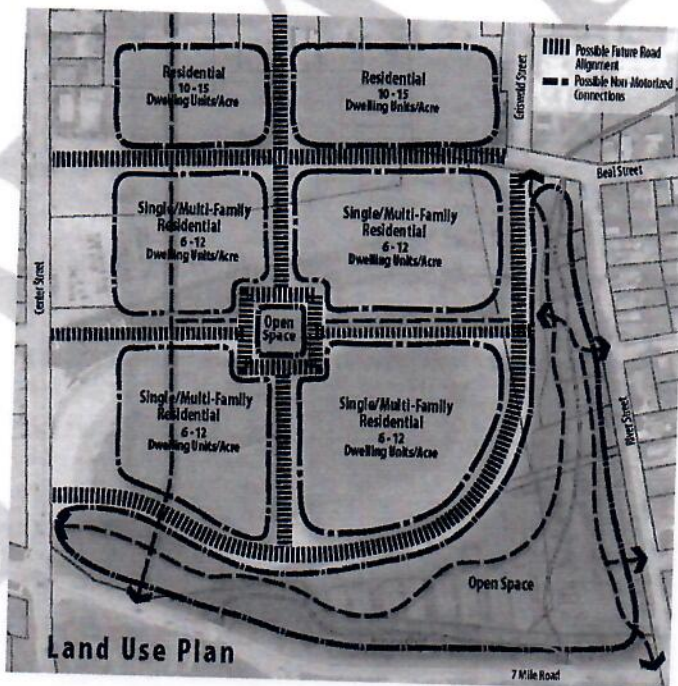 Possible Future Road
Alignment
Possible Non-Motorized
Connections
Griswold Street
Residential
10 - 15
Dwelling Units/Acre
Residential
10 - 15
Dwelling Units/Acre
Beal Street
Single/Multi-Family
Residential
6 - 12
Dwelling Units/Acre
Single/Multi-Family
Residential
6 - 12
Dwelling Units/Acre
Center Street
Open
Space
River Street
Single/Multi-Family
Residential
6 - 12
Dwelling Units/Acre
Single/Multi-Family
Residential
6 - 12
Dwelling Units/Acre
Open Space
Land Use Plan
7 Mile Road